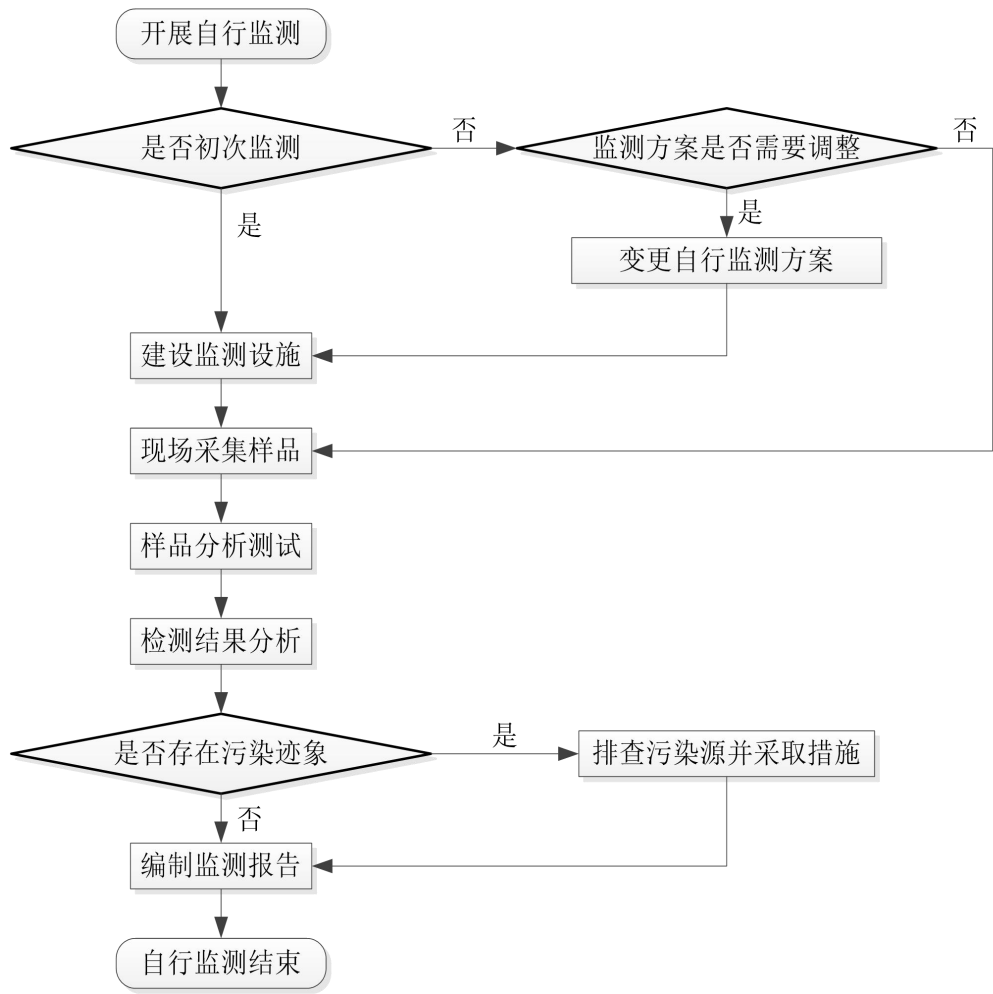 开展自行监测
是否初次监测
否
监测方案是否需要调整
否
是
是
变更自行监测方案
建设监测设施
现场采集样品
样品分析测试
检测结果分析
是否存在污染迹象
是
排查污染源并采取措施
否
编制监测报告
自行监测结束